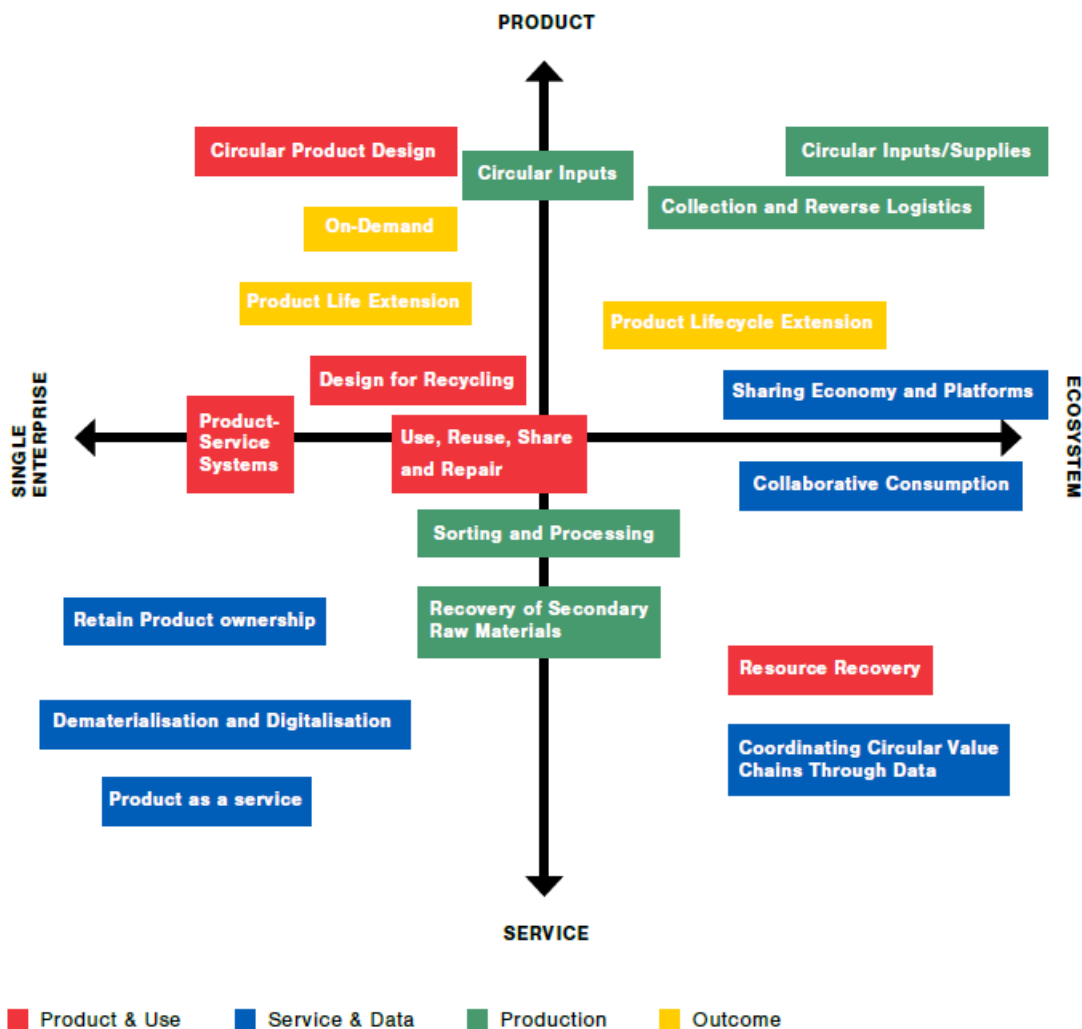 PRODUCT
Circular Product Design
Circular Inputs
Circular Inputs/Supplies
Collection and Reverse Logistics
On-Demand
Product Life Extension
Product Lifecycle Extension
Design for Recycling
Sharing Economy and Platforms
SINGLE
ENTERPRISE
Product-
Service
Systems
Use, Reuse, Share
and Repair
ECOSYSTEM
Collaborative Consumption
Sorting and Processing
Retain Product ownership
Recovery of Secondary
Raw Materials
Resource Recovery
Dematerialisation and Digitalisation
Coordinating Circular Value
Chains Through Data
Product as a service
SERVICE
Product & Use
Service & Data
Production
Outcome